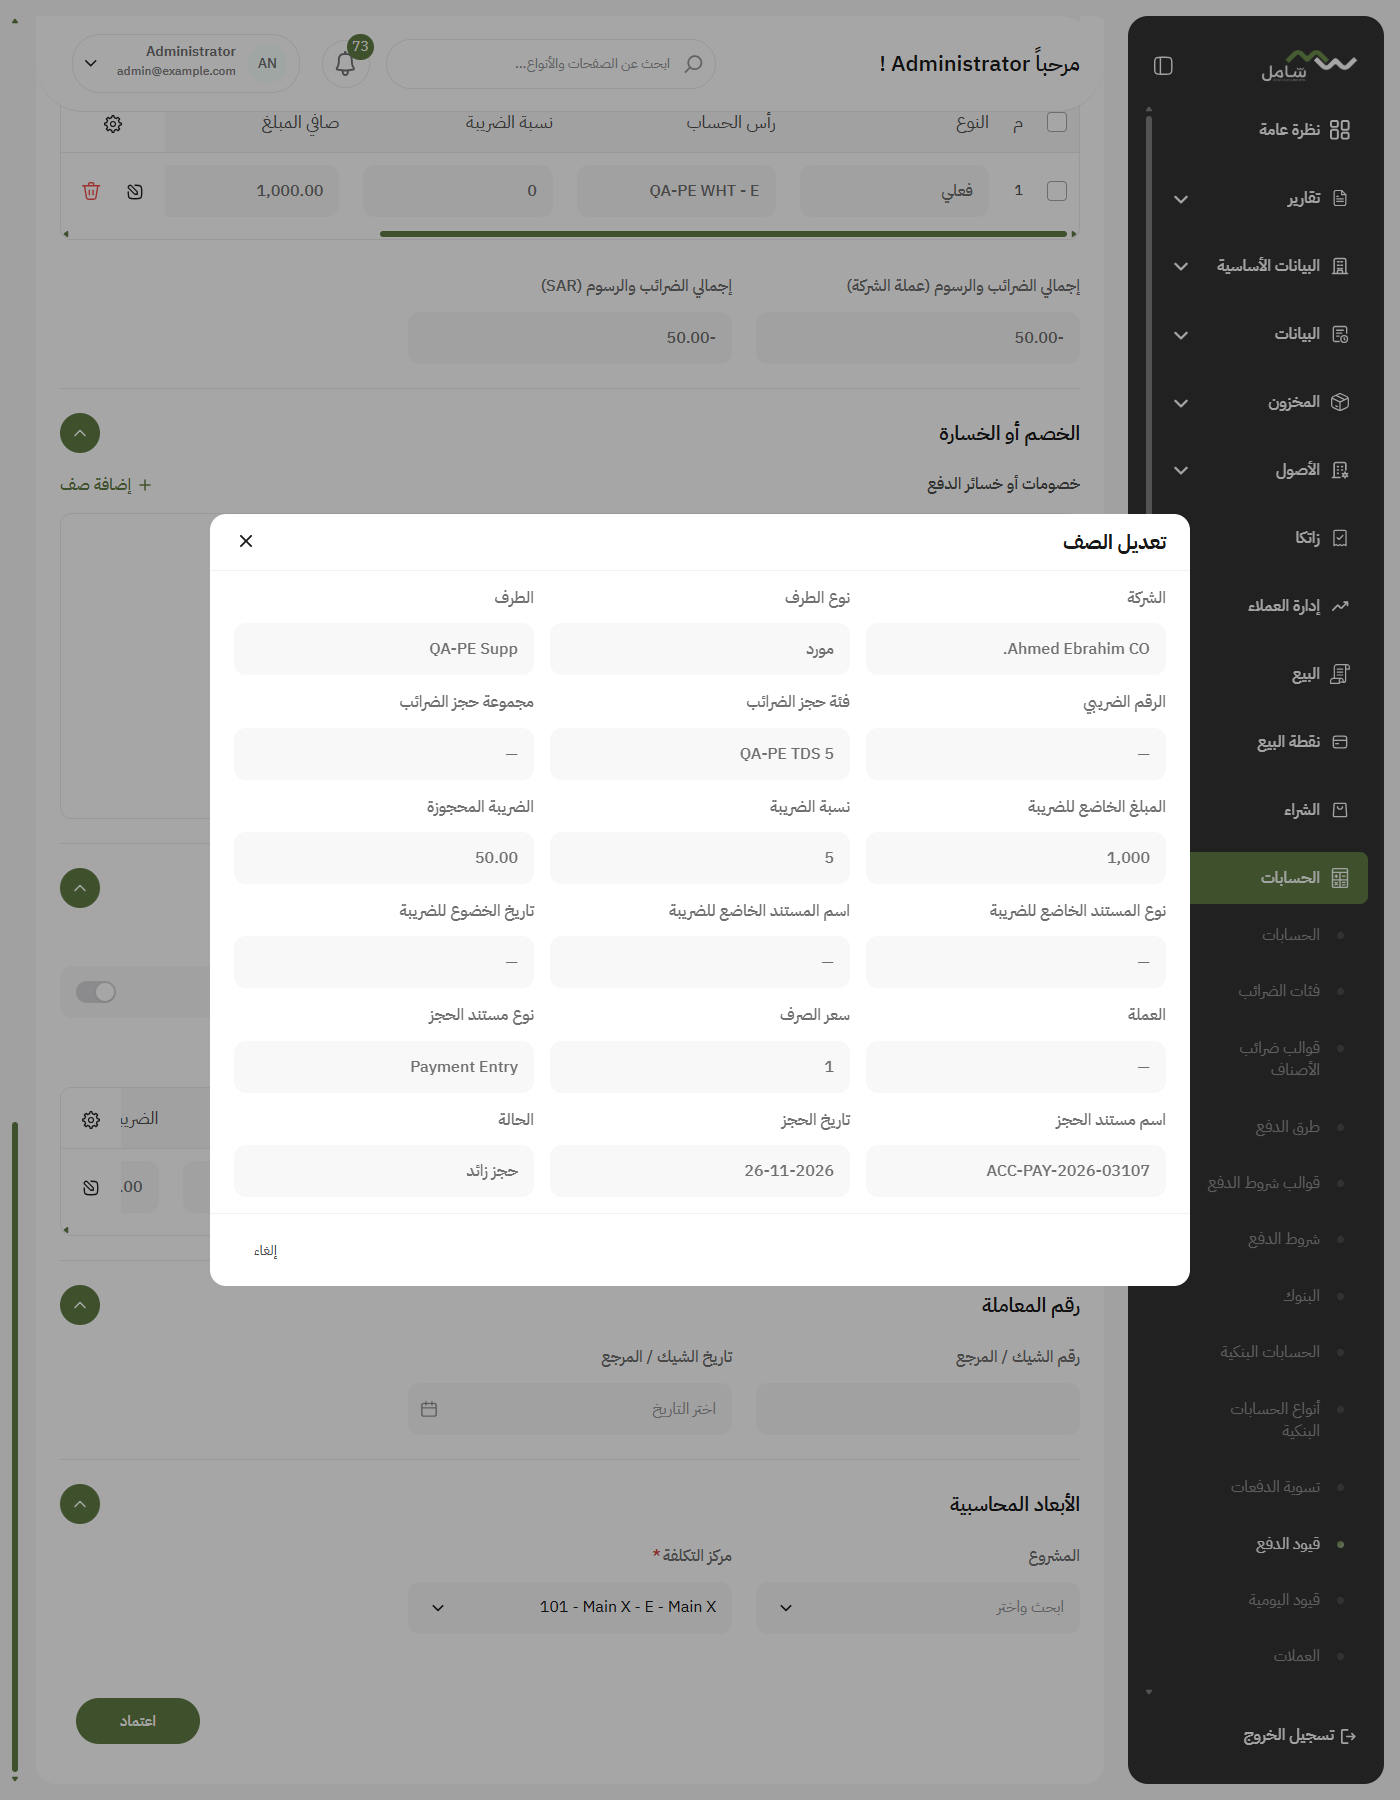 شامل
نظرة عامة
تقارير
البيانات الأساسية
البيانات
المخزون
الأصول
زاتكا
إدارة العملاء
البيع
نقطة البيع
الشراء
الحسابات
الحسابات
فئات الضرائب
قوالب ضرائب
الأصناف
طرق الدفع
قوالب شروط الدفع
شروط الدفع
البنوك
الحسابات البنكية
أنواع الحسابات
البنكية
تسوية الدفعات
قيود الدفع
قيود اليومية
العملات
تسجيل الخروج
مرحباً Administrator !
ابحث عن الصفحات والأنواع...
73
AN
Administrator
admin@example.com
م النوع رأس الحساب نسبة الضريبة صافي المبلغ
1 فعلي QA-PE WHT - E 0 1,000.00
إجمالي الضرائب والرسوم (عملة الشركة) إجمالي الضرائب والرسوم (SAR)
-50.00 -50.00
الخصم أو الخسارة
خصومات أو خسائر الدفع + إضافة صف
تعديل الصف
الشركة نوع الطرف الطرف
Ahmed Ebrahim CO. مورد QA-PE Supp
الرقم الضريبي فئة حجز الضرائب مجموعة حجز الضرائب
— QA-PE TDS 5 —
المبلغ الخاضع للضريبة نسبة الضريبة الضريبة المحجوزة
1,000 5 50.00
نوع المستند الخاضع للضريبة اسم المستند الخاضع للضريبة تاريخ الخضوع للضريبة
— — —
العملة سعر الصرف نوع مستند الحجز
— 1 Payment Entry
اسم مستند الحجز تاريخ الحجز الحالة
ACC-PAY-2026-03107 26-11-2026 حجز زائد
إلغاء
.00
رقم المعاملة
رقم الشيك / المرجع تاريخ الشيك / المرجع
اختر التاريخ
الأبعاد المحاسبية
المشروع مركز التكلفة *
ابحث واختر 101 - Main X - E - Main X
اعتماد